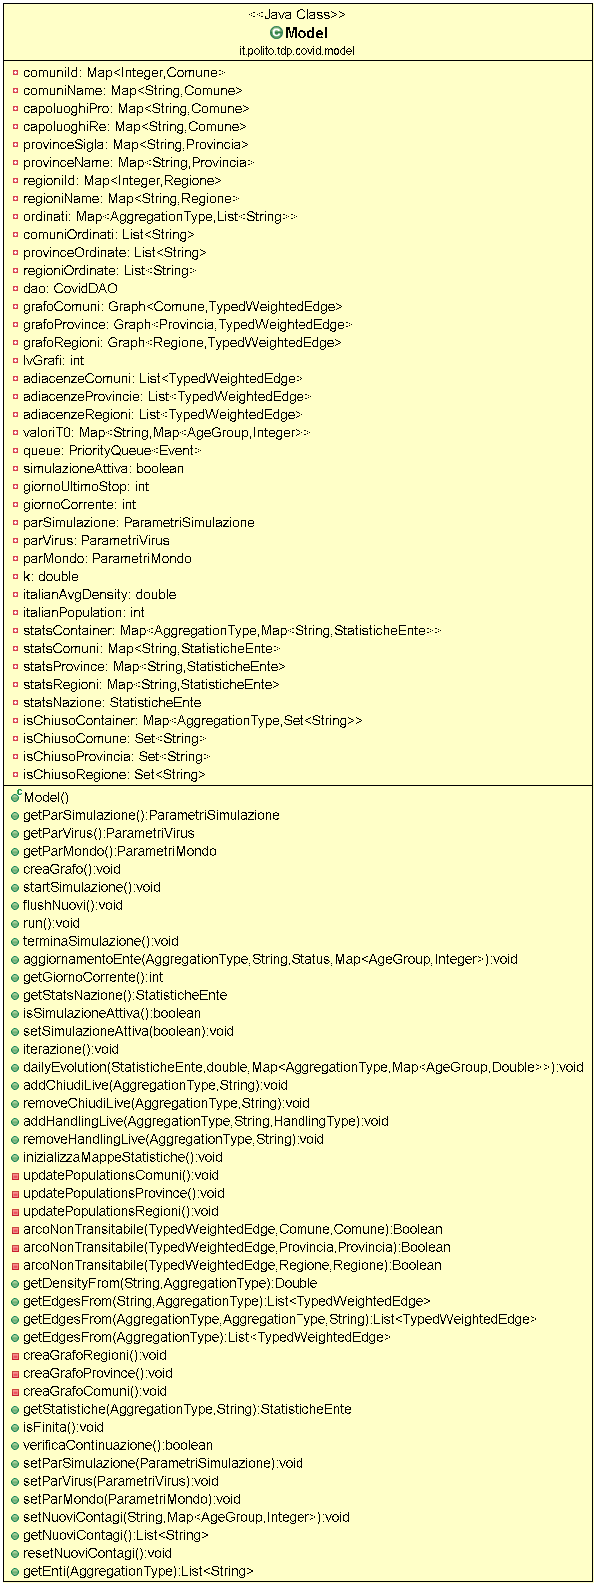 <<Java Class>>
Model
it.polito.tdp.covid.model
comuniId: Map<Integer,Comune>
comuniName: Map<String,Comune>
capoluoghiPro: Map<String,Comune>
capoluoghiRe: Map<String,Comune>
provinceSigla: Map<String,Provincia>
provinceName: Map<String,Provincia>
regioniId: Map<Integer,Regione>
regioniName: Map<String,Regione>
ordinati: Map<AggregationType,List<String>>
comuniOrdinati: List<String>
provinceOrdinate: List<String>
regioniOrdinate: List<String>
dao: CovidDAO
grafoComuni: Graph<Comune,TypedWeightedEdge>
grafoProvince: Graph<Provincia,TypedWeightedEdge>
grafoRegioni: Graph<Regione,TypedWeightedEdge>
lvGrafi: int
adiacenzeComuni: List<TypedWeightedEdge>
adiacenzeProvincie: List<TypedWeightedEdge>
adiacenzeRegioni: List<TypedWeightedEdge>
valoriT0: Map<String,Map<AgeGroup,Integer>>
queue: PriorityQueue<Event>
simulazioneAttiva: boolean
giornoUltimoStop: int
giornoCorrente: int
parSimulazione: ParametriSimulazione
parVirus: ParametriVirus
parMondo: ParametriMondo
k: double
italianAvgDensity: double
italianPopulation: int
statsContainer: Map<AggregationType,Map<String,StatisticheEnte>>
statsComuni: Map<String,StatisticheEnte>
statsProvince: Map<String,StatisticheEnte>
statsRegioni: Map<String,StatisticheEnte>
statsNazione: StatisticheEnte
isChiusoContainer: Map<AggregationType,Set<String>>
isChiusoComune: Set<String>
isChiusoProvincia: Set<String>
isChiusoRegione: Set<String>
Model()
getParSimulazione():ParametriSimulazione
getParVirus():ParametriVirus
getParMondo():ParametriMondo
creaGrafo():void
startSimulazione():void
flushNuovi():void
run():void
terminaSimulazione():void
aggiornamentoEnte(AggregationType,String,Status,Map<AgeGroup,Integer>):void
getGiornoCorrente():int
getStatsNazione():StatisticheEnte
isSimulazioneAttiva():boolean
setSimulazioneAttiva(boolean):void
iterazione():void
dailyEvolution(StatisticheEnte,double,Map<AggregationType,Map<AgeGroup,Double>>):void
addChiudiLive(AggregationType,String):void
removeChiudiLive(AggregationType,String):void
addHandlingLive(AggregationType,String,HandlingType):void
removeHandlingLive(AggregationType,String):void
inizializzaMappeStatistiche():void
updatePopulationsComuni():void
updatePopulationsProvince():void
updatePopulationsRegioni():void
arcoNonTransitabile(TypedWeightedEdge,Comune,Comune):Boolean
arcoNonTransitabile(TypedWeightedEdge,Provincia,Provincia):Boolean
arcoNonTransitabile(TypedWeightedEdge,Regione,Regione):Boolean
getDensityFrom(String,AggregationType):Double
getEdgesFrom(String,AggregationType):List<TypedWeightedEdge>
getEdgesFrom(AggregationType,AggregationType,String):List<TypedWeightedEdge>
getEdgesFrom(AggregationType):List<TypedWeightedEdge>
creaGrafoRegioni():void
creaGrafoProvince():void
creaGrafoComuni():void
getStatistiche(AggregationType,String):StatisticheEnte
isFinita():void
verificaContinuazione():boolean
setParSimulazione(ParametriSimulazione):void
setParVirus(ParametriVirus):void
setParMondo(ParametriMondo):void
setNuoviContagi(String,Map<AgeGroup,Integer>):void
getNuoviContagi():List<String>
resetNuoviContagi():void
getEnti(AggregationType):List<String>